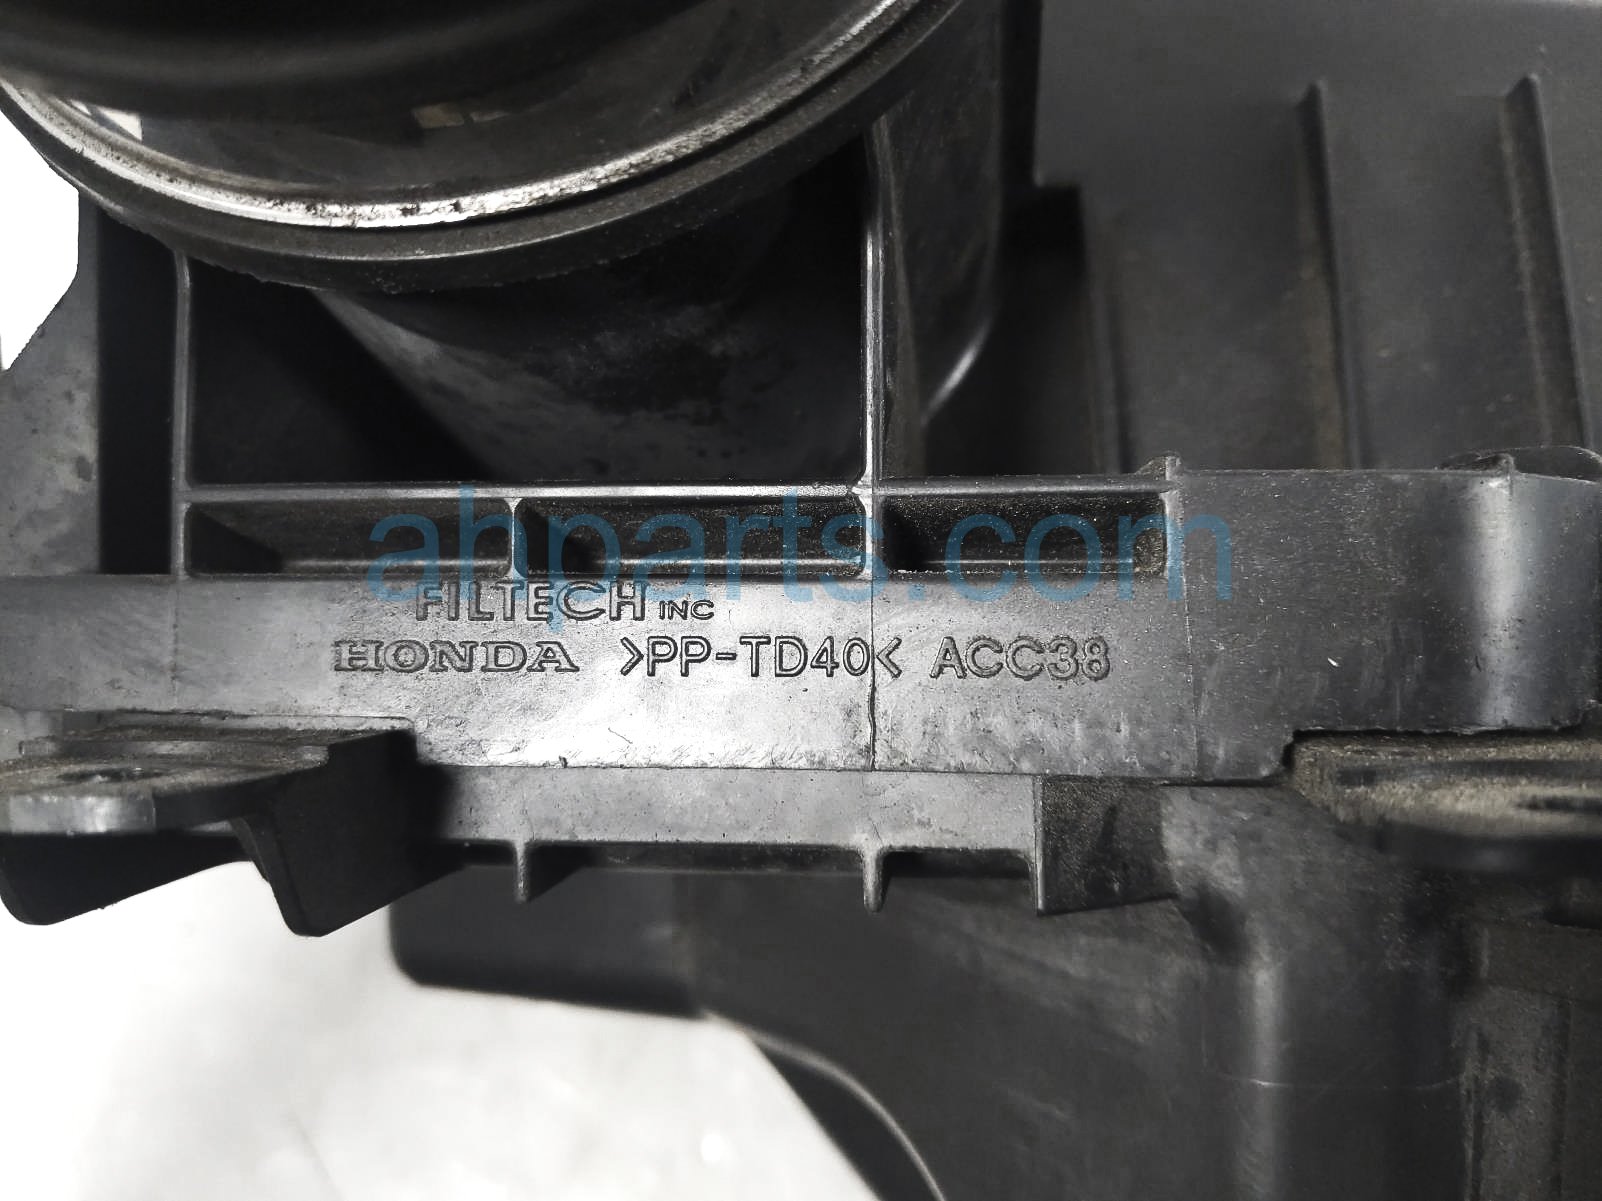 ahparts.com
FILTECH INC
HONDA >PP-TD40< ACC38